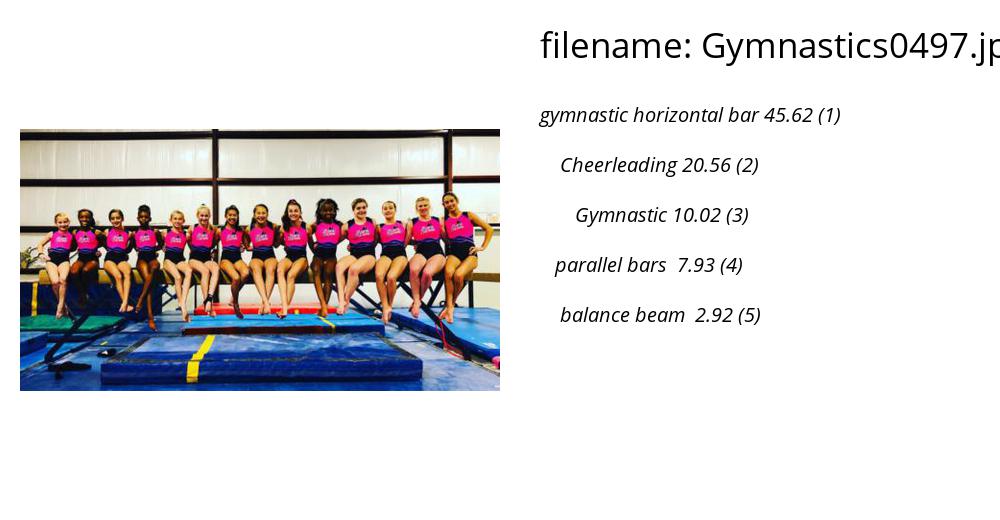 filename: Gymnastics0497.jp
gymnastic horizontal bar 45.62 (1)
Cheerleading 20.56 (2)
Gymnastic 10.02 (3)
parallel bars 7.93 (4)
balance beam 2.92 (5)